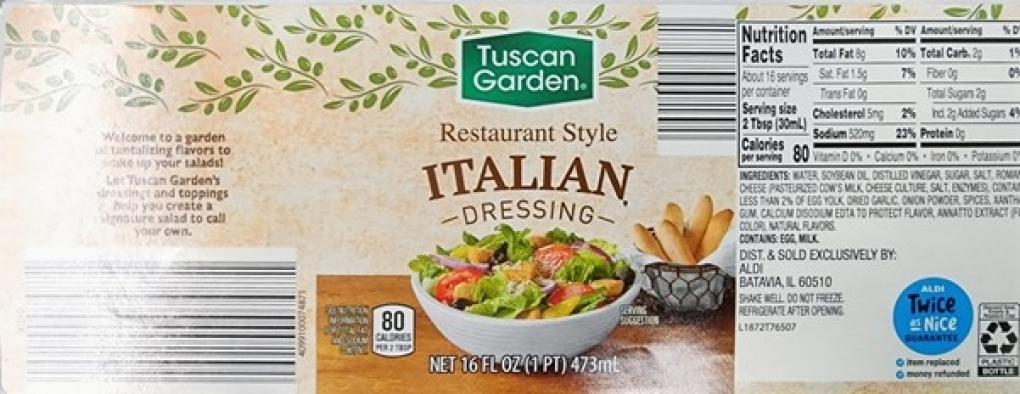 Welcome to a garden
of tantalizing flavors to
wake up your salads!
Let Tuscan Garden's
dressings and toppings
help you create a
signature salad to call
your own.
4099100074871
Tuscan
Garden®
Restaurant Style
ITALIAN
DRESSING
80
CALORIES
PER 2 TBSP
SERVING
SUGGESTION
NET 16 FL OZ (1 PT) 473mL
Nutrition
Facts
About 16 servings
per container
Serving size
2 Tbsp (30mL)
Calories
per serving 80
Amount/serving % DV Amount/serving % D
Total Fat 8g 10% Total Carb. 2g 1%
Sat. Fat 1.5g 7% Fiber 0g 0%
Trans Fat 0g Total Sugars 2g
Cholesterol 5mg 2% Incl. 2g Added Sugars 4%
Sodium 520mg 23% Protein 0g
Vitamin D 0% • Calcium 0% • Iron 0% • Potassium 0%
INGREDIENTS: WATER, SOYBEAN OIL, DISTILLED VINEGAR, SUGAR, SALT, ROMAN
CHEESE (PASTEURIZED COW'S MILK, CHEESE CULTURE, SALT, ENZYMES), CONTAI
LESS THAN 2% OF EGG YOLK, DRIED GARLIC, ONION POWDER, SPICES, XANTH
GUM, CALCIUM DISODIUM EDTA TO PROTECT FLAVOR, ANNATTO EXTRACT (F
COLOR), NATURAL FLAVORS.
CONTAINS: EGG, MILK.
DIST. & SOLD EXCLUSIVELY BY:
ALDI
BATAVIA, IL 60510
SHAKE WELL. DO NOT FREEZE.
REFRIGERATE AFTER OPENING.
L1872T76507
ALDI
Twice
as Nice
GUARANTEE
item replaced
money refunded
PLASTIC
BOTTLE